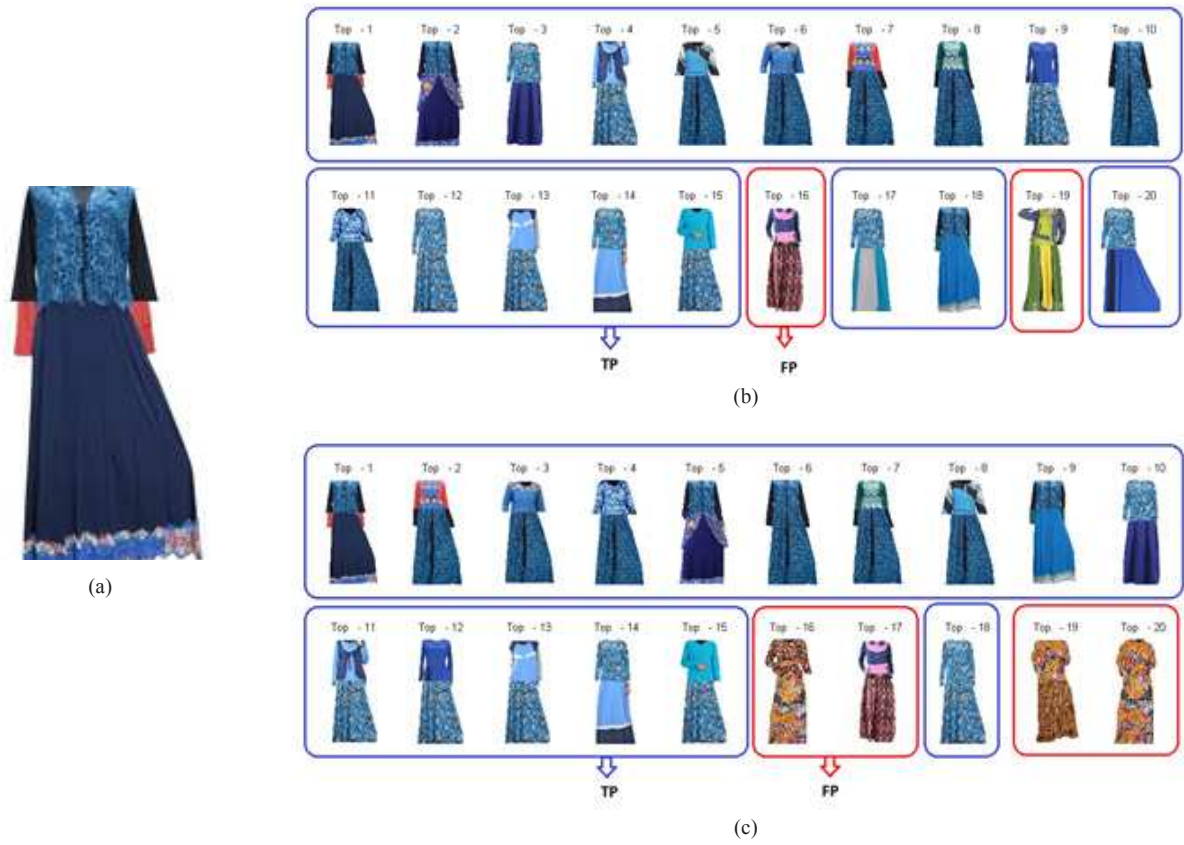 Top - 1 Top - 2 Top - 3 Top - 4 Top - 5 Top - 6 Top - 7 Top - 8 Top - 9 Top - 10
Top - 11 Top - 12 Top - 13 Top - 14 Top - 15 Top - 16 Top - 17 Top - 18 Top - 19 Top - 20
TP FP
(b)
Top - 1 Top - 2 Top - 3 Top - 4 Top - 5 Top - 6 Top - 7 Top - 8 Top - 9 Top - 10
(a)
Top - 11 Top - 12 Top - 13 Top - 14 Top - 15 Top - 16 Top - 17 Top - 18 Top - 19 Top - 20
TP FP
(c)